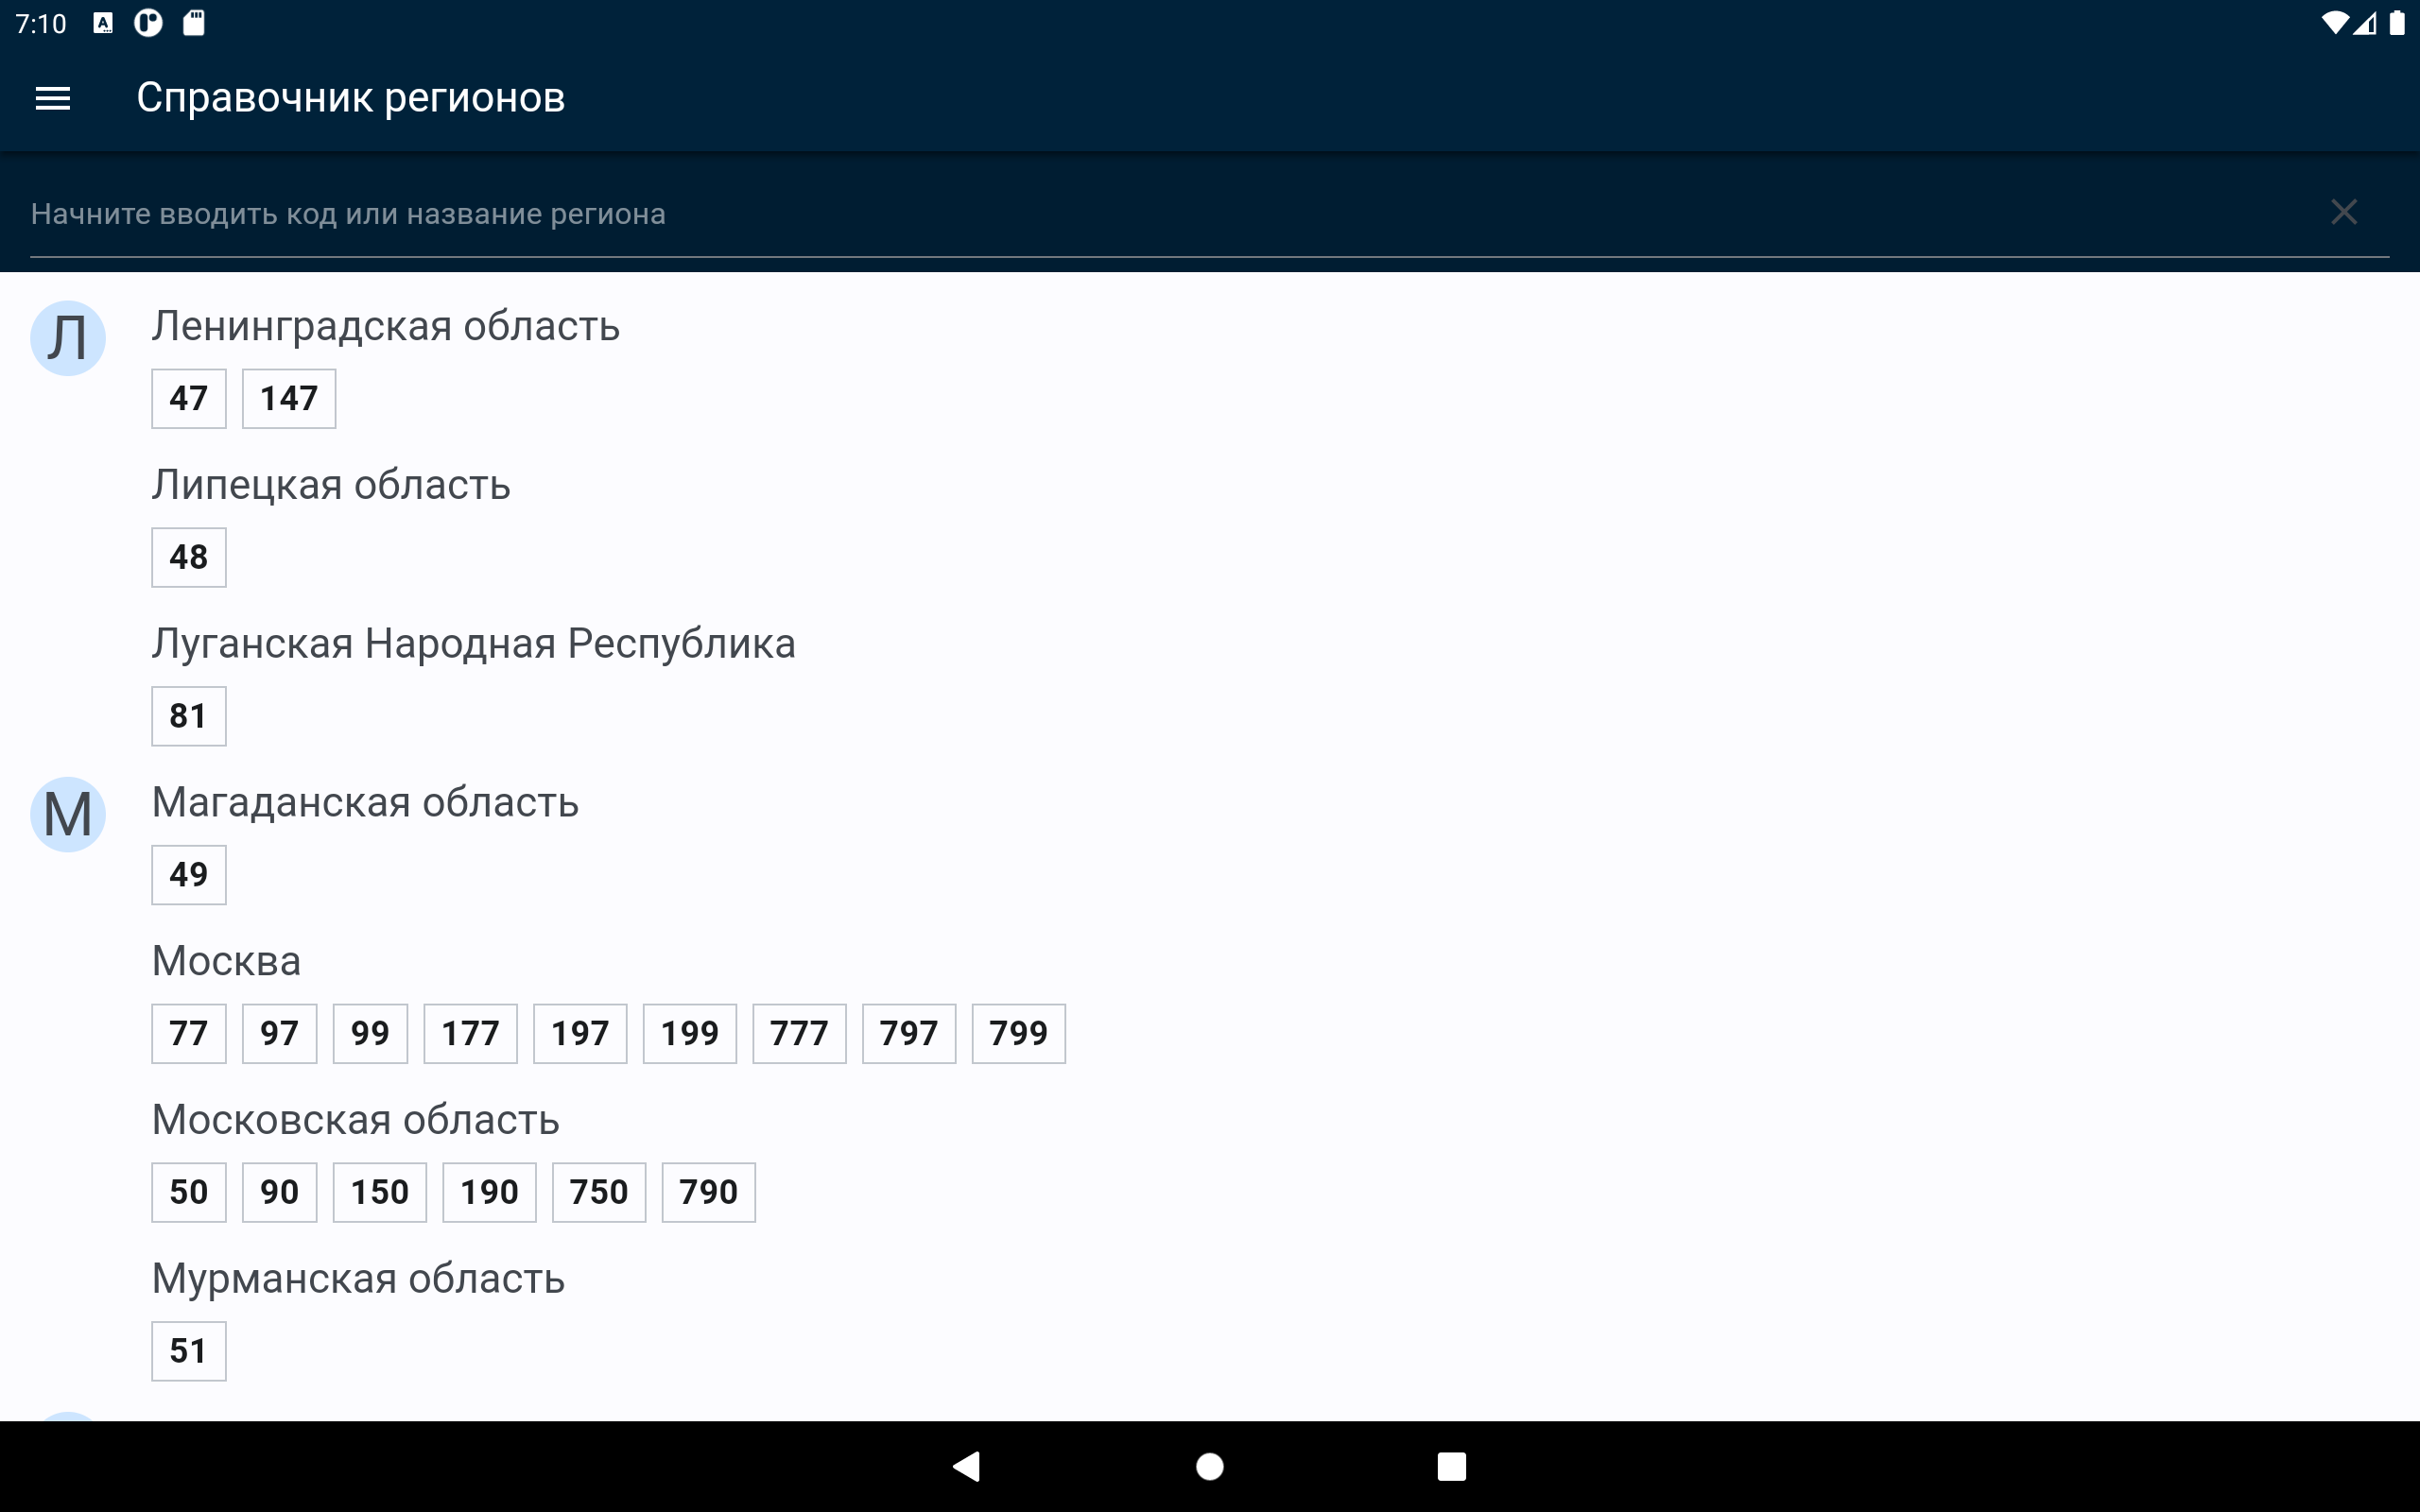 7:10
Справочник регионов
Начните вводить код или название региона
Л Ленинградская область
47 147
Липецкая область
48
Луганская Народная Республика
81
М Магаданская область
49
Москва
77 97 99 177 197 199 777 797 799
Московская область
50 90 150 190 750 790
Мурманская область
51